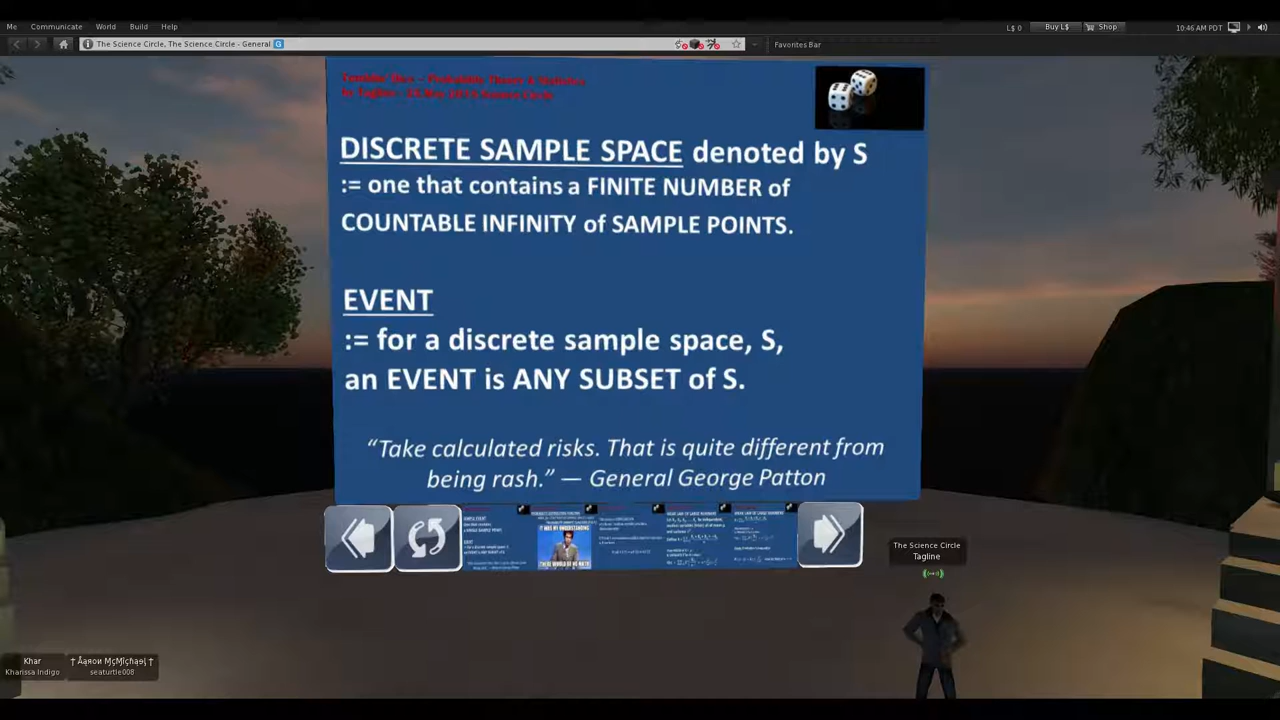 Me Communicate World Build Help
L$ 0 Buy L$ Shop 10:46 AM PDT
The Science Circle, The Science Circle - General G Favorites Bar
DISCRETE SAMPLE SPACE denoted by S
:= one that contains a FINITE NUMBER of
COUNTABLE INFINITY of SAMPLE POINTS.
EVENT
:= for a discrete sample space, S,
an EVENT is ANY SUBSET of S.
“Take calculated risks. That is quite different from
being rash.” — General George Patton
The Science Circle
Tagline
Khar
Kharissa Indigo
seaturtle008